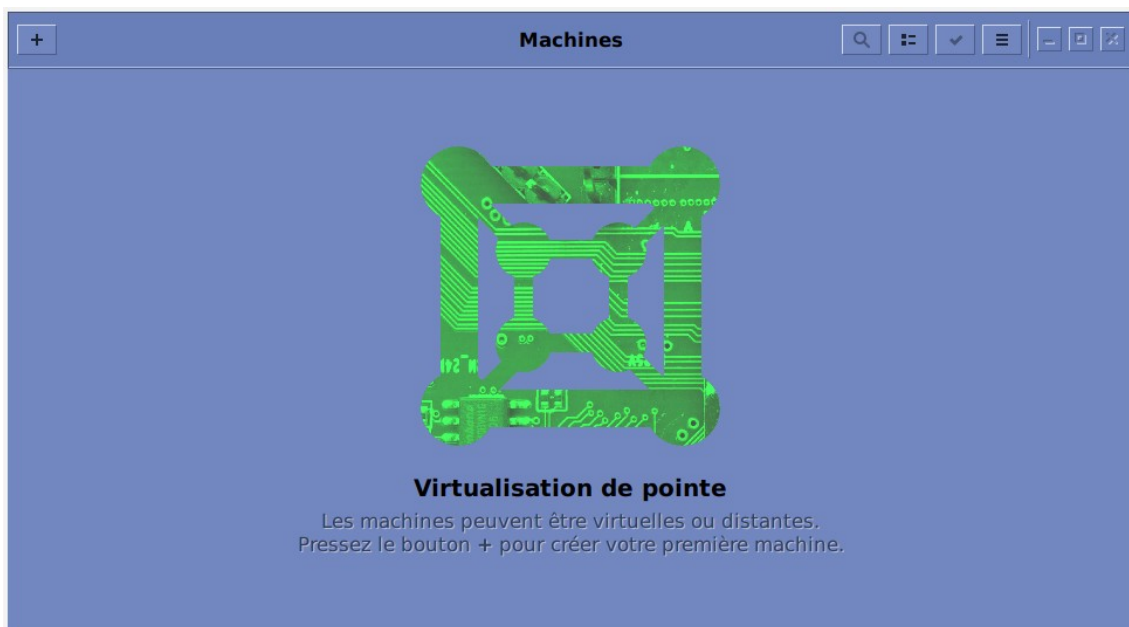 +
Machines
Virtualisation de pointe
Les machines peuvent être virtuelles ou distantes.
Pressez le bouton + pour créer votre première machine.